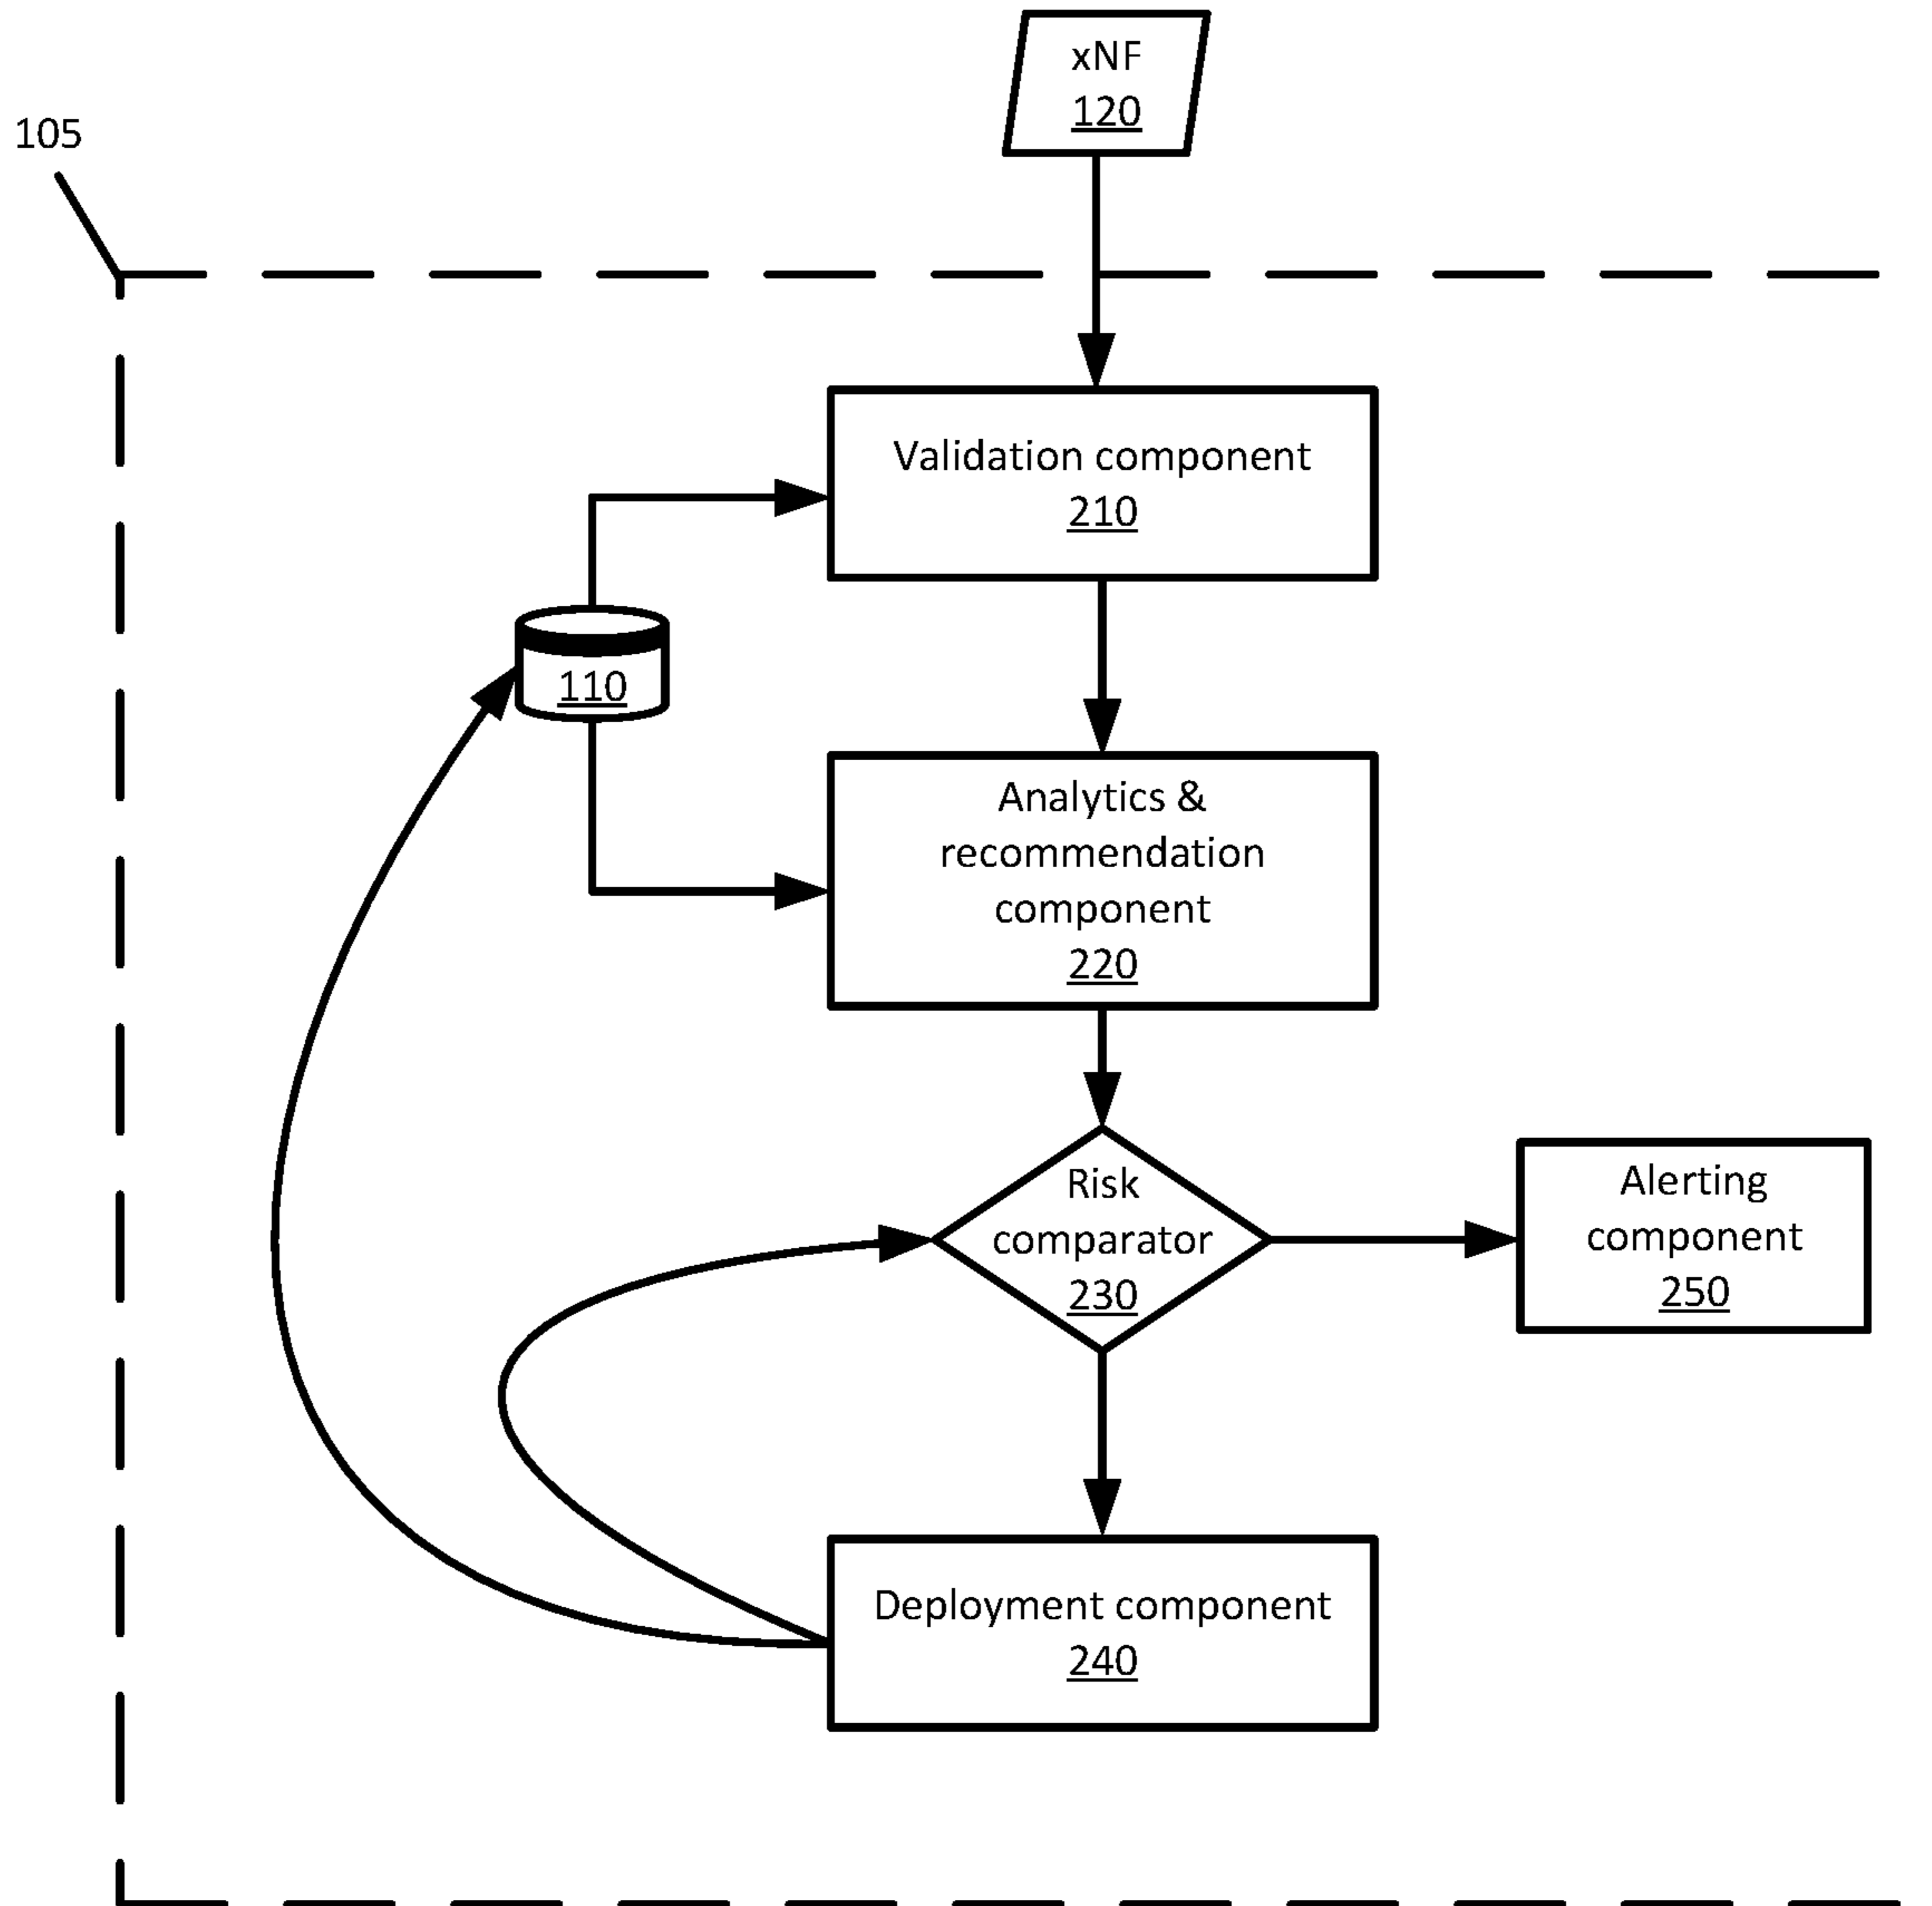 xNF
120
105
Validation component
210
110
Analytics &
recommendation
component
220
Risk
comparator
230
Alerting
component
250
Deployment component
240